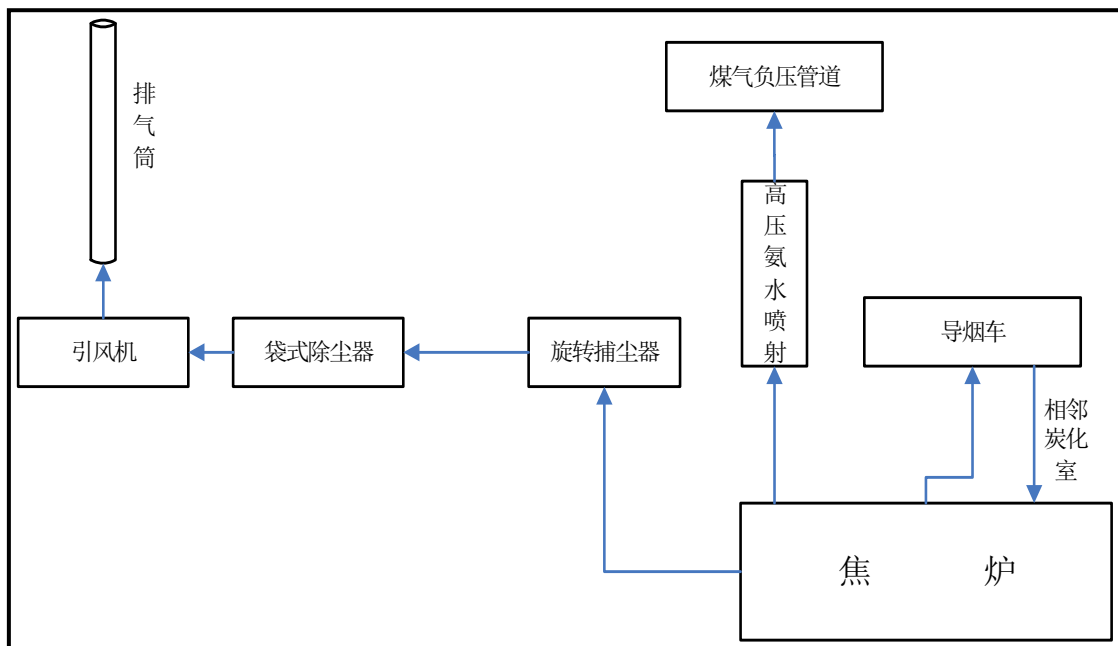 排气筒
煤气负压管道
高压氨水喷射
引风机
袋式除尘器
旋转捕尘器
导烟车
相邻
炭化
室
焦 炉